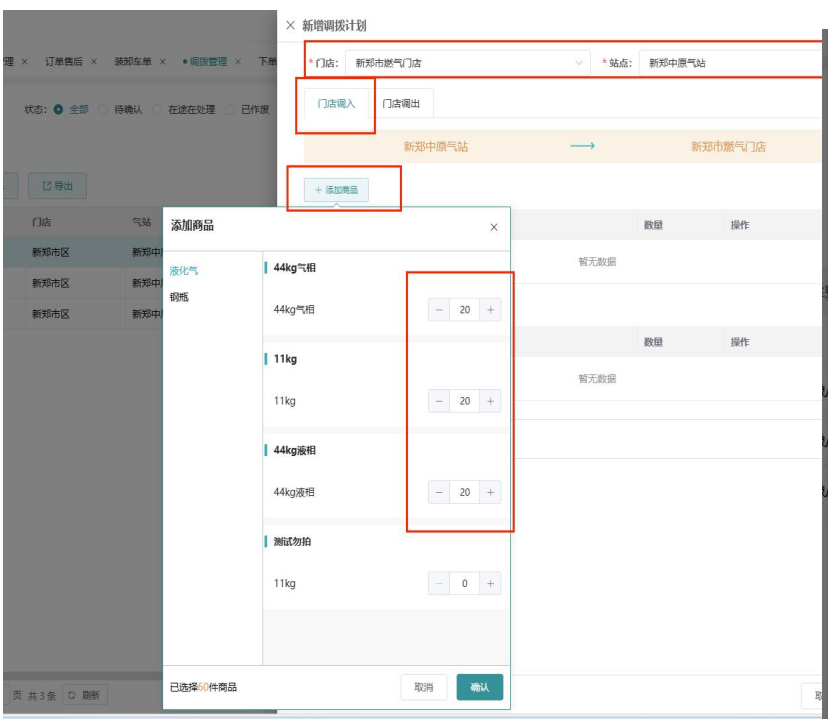 × 新增调拨计划
理 × 订单售后 × 装卸车单 × •调拨管理 × 下单
* 门店: 新郑市燃气门店 * 站点: 新郑中原气站
状态: 全部 待确认 在途在处理 已作废
门店调入 门店调出
新郑中原气站 → 新郑市燃气门店
导出
+ 添加商品
门店 气站
新郑市区 新郑中
新郑市区 新郑中
新郑市区 新郑中
数量 操作
暂无数据
数量 操作
暂无数据
添加商品 ×
液化气
钢瓶
44kg气相
44kg气相 − 20 +
11kg
11kg − 20 +
44kg液相
44kg液相 − 20 +
测试勿拍
11kg − 0 +
已选择60件商品 取消 确认
页 共3条 刷新